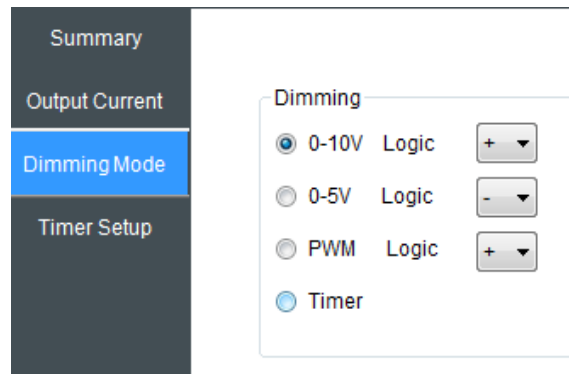 Summary
Output Current
Dimming Mode
Timer Setup
Dimming
0-10V Logic +
0-5V Logic -
PWM Logic +
Timer